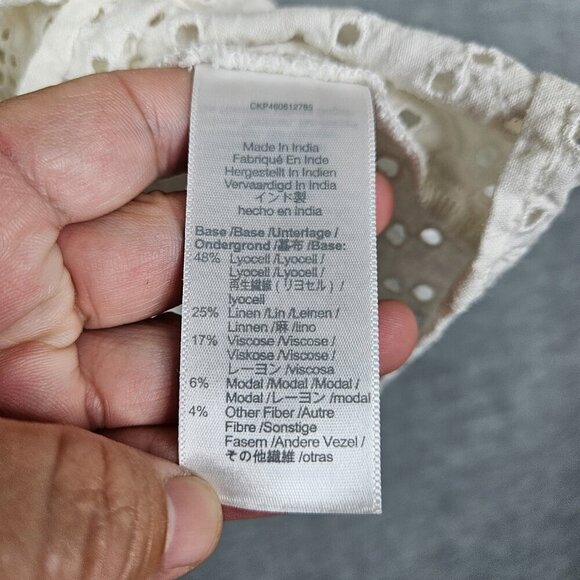 CKP460612785
Made In India
Fabriqué En Inde
Hergestellt In Indien
Vervaardigd In India
インド製
hecho en india
Base /Base /Unterlage /
Ondergrond /基布 /Base:
48% Lyocell /Lyocell /
Lyocell /Lyocell /
再生繊維 ( リヨセル ) /
lyocell
25% Linen /Lin /Leinen /
Linnen /麻 /lino
17% Viscose /Viscose /
Viskose /Viscose /
レーヨン /viscosa
6% Modal /Modal /Modal /
Modal /レーヨン /modal
4% Other Fiber /Autre
Fibre /Sonstige
Fasern /Andere Vezel /
その他繊維 /otras